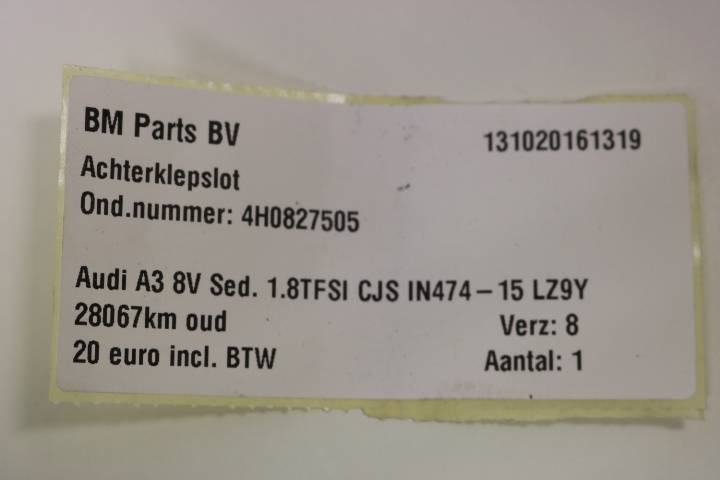 BM Parts BV 131020161319
Achterklepslot
Ond.nummer: 4H0827505
Audi A3 8V Sed. 1.8TFSI CJS IN474-15 LZ9Y
28067km oud Verz: 8
20 euro incl. BTW Aantal: 1